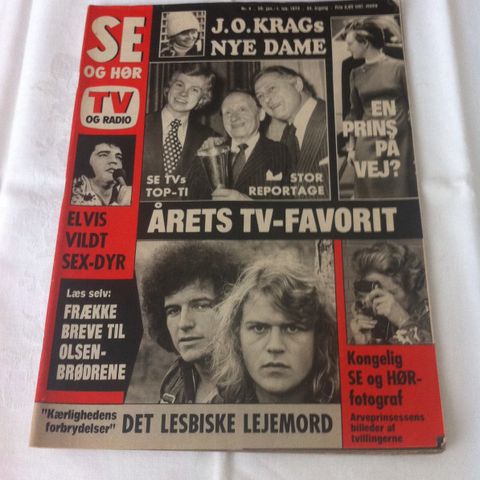 SE
OG HØR
TV
OG RADIO
J.O.KRAGs
NYE DAME
EN
PRINS
PÅ
VEJ?
SE TVs
TOP-TI
STOR
REPORTAGE
ELVIS
VILDT
SEX-DYR
ÅRETS TV-FAVORIT
Læs selv:
FRÆKKE
BREVE TIL
OLSEN-
BRØDRENE
Kongelig
SE og HØR-
fotograf
Arveprinsessens
billeder af
tvillingerne
"Kærlighedens
forbrydelser"
DET LESBISKE LEJEMORD